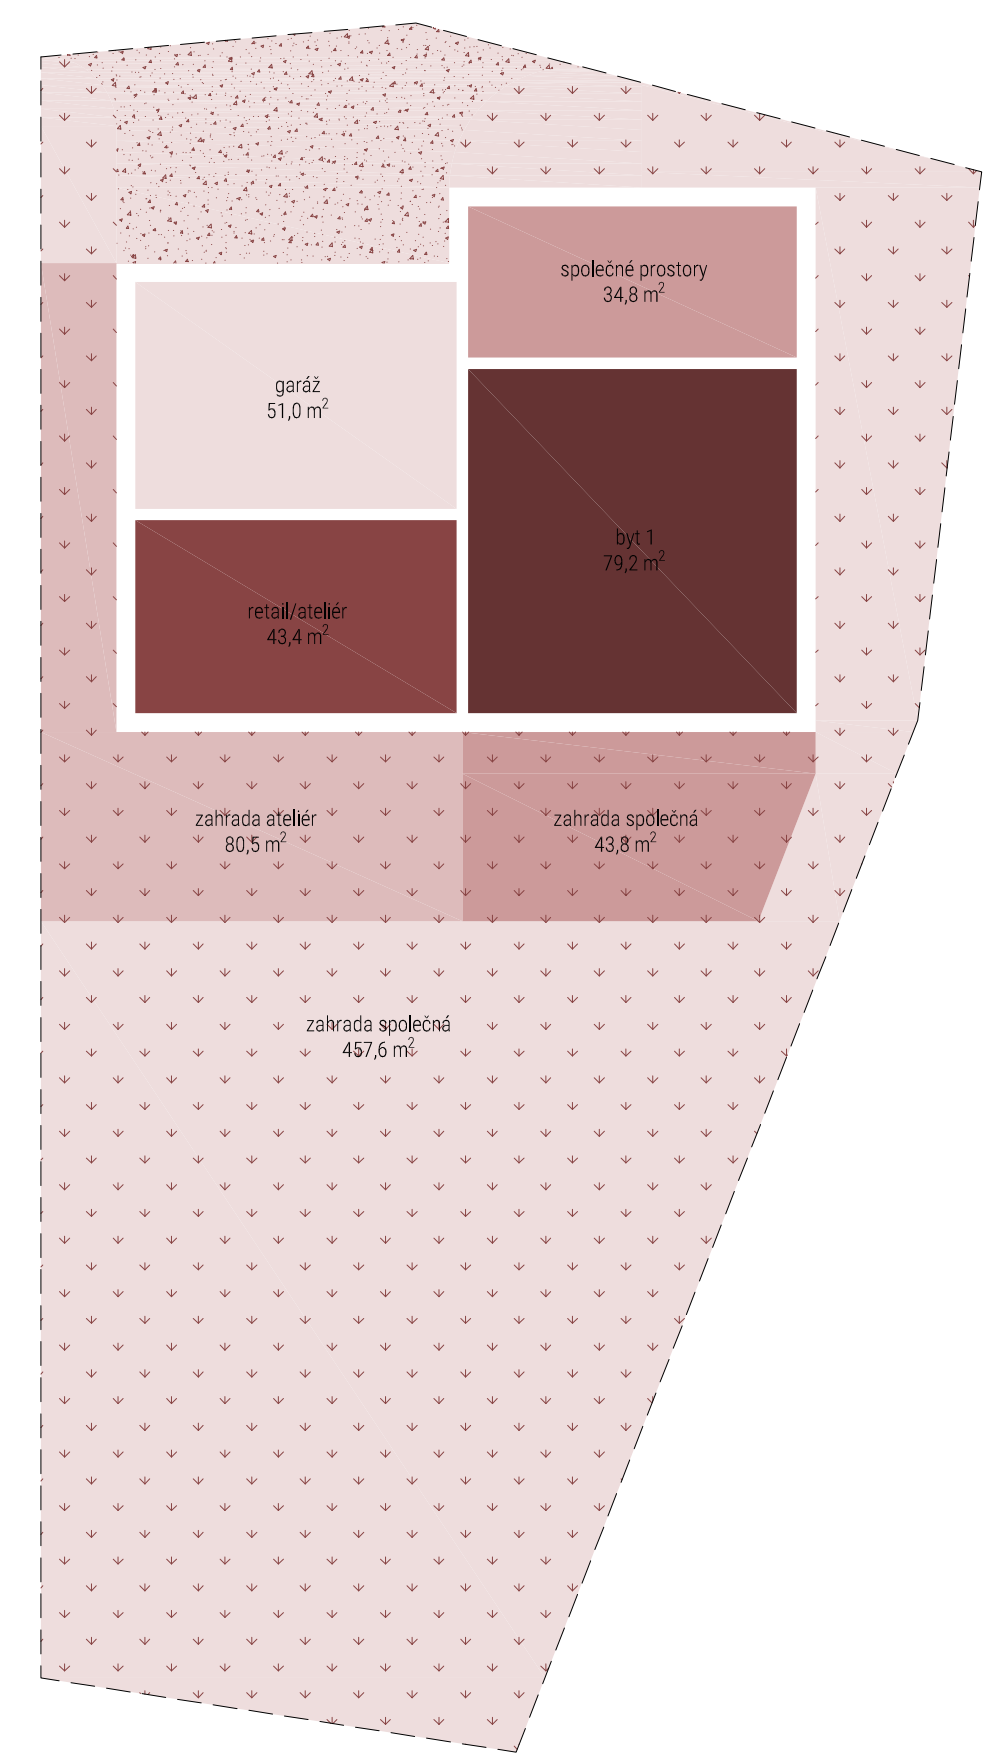 společné prostory
34,8 m²
garáž
51,0 m²
byt 1
79,2 m²
retail/ateliér
43,4 m²
zahrada ateliér
80,5 m²
zahrada společná
43,8 m²
zahrada společná
457,6 m²